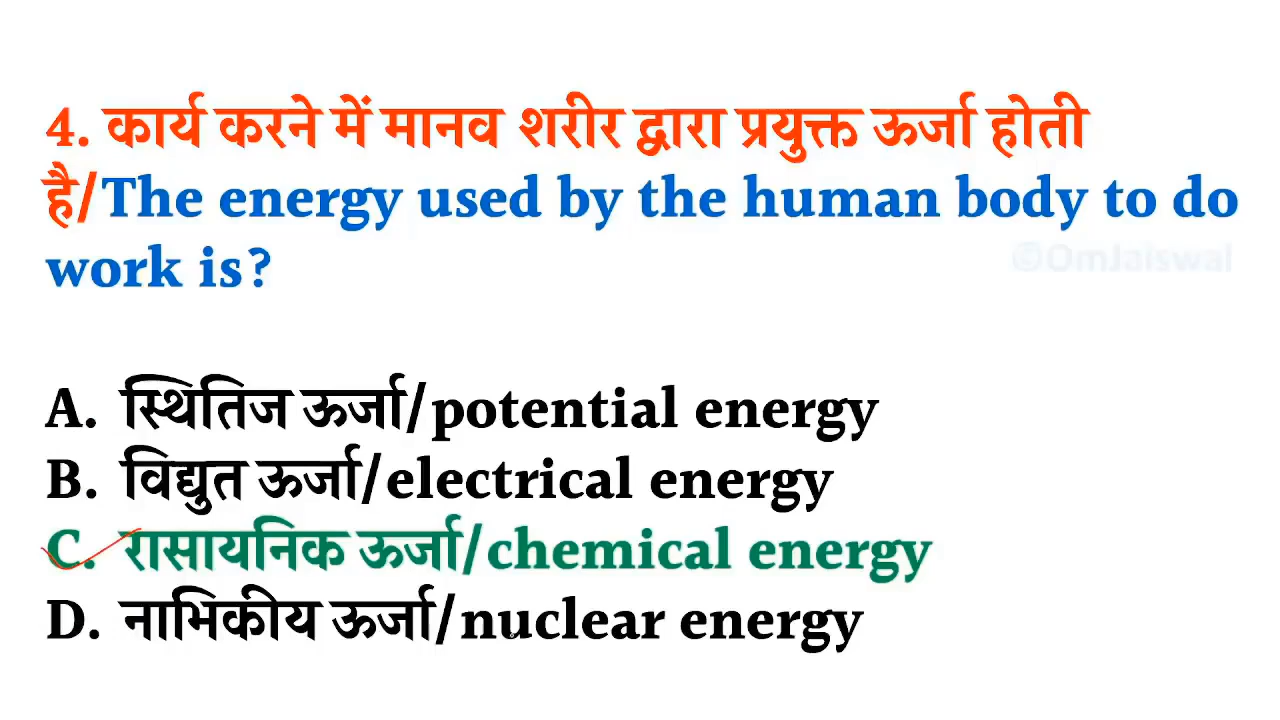 4. कार्य करने में मानव शरीर द्वारा प्रयुक्त ऊर्जा होती
है/The energy used by the human body to do
work is?
©OmJaiswal
A. स्थितिज ऊर्जा/potential energy
B. विद्युत ऊर्जा/electrical energy
C. रासायनिक ऊर्जा/chemical energy
D. नाभिकीय ऊर्जा/nuclear energy